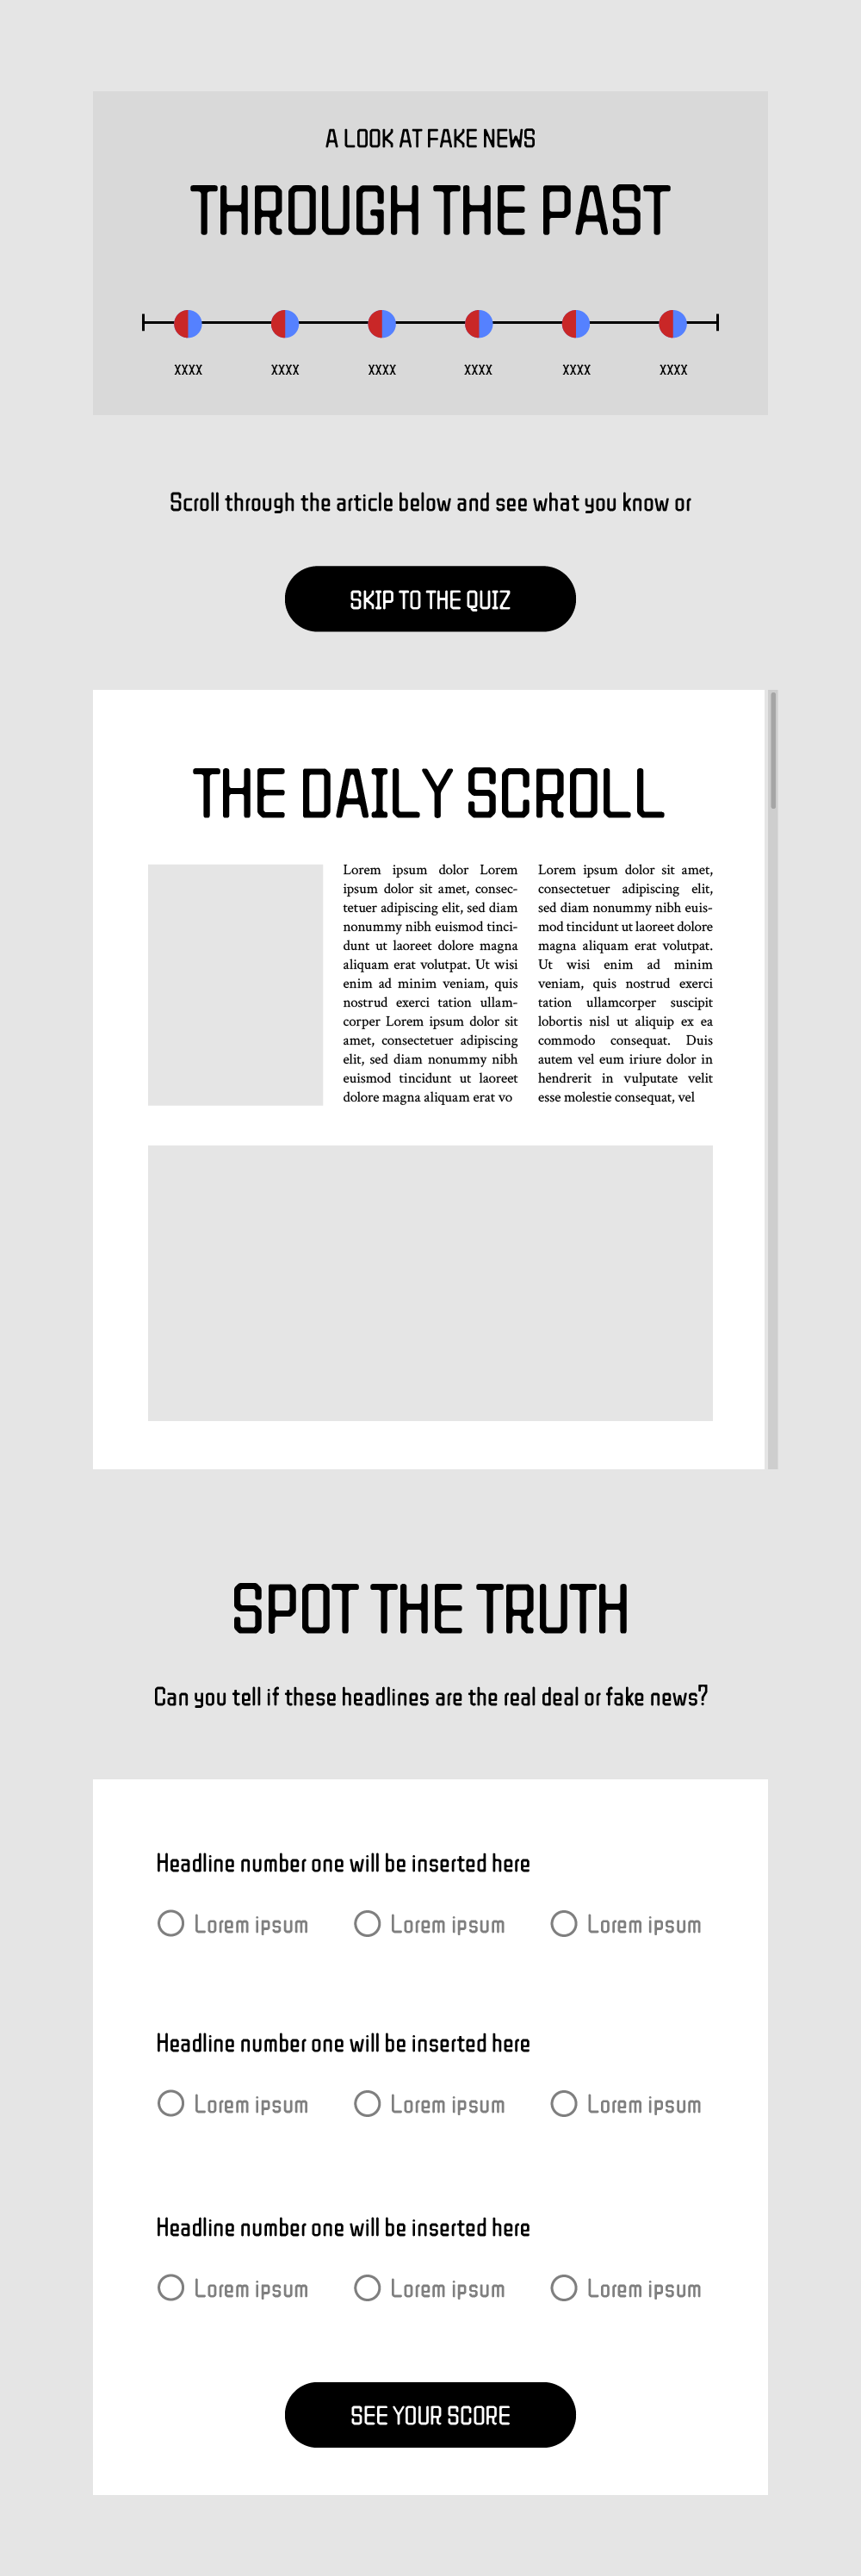 A LOOK AT FAKE NEWS
THROUGH THE PAST
XXXX XXXX XXXX XXXX XXXX XXXX
Scroll through the article below and see what you know or
SKIP TO THE QUIZ
THE DAILY SCROLL
Lorem ipsum dolor Lorem
ipsum dolor sit amet, consec-
tetuer adipiscing elit, sed diam
nonummy nibh euismod tinci-
dunt ut laoreet dolore magna
aliquam erat volutpat. Ut wisi
enim ad minim veniam, quis
nostrud exerci tation ullam-
corper Lorem ipsum dolor sit
amet, consectetuer adipiscing
elit, sed diam nonummy nibh
euismod tincidunt ut laoreet
dolore magna aliquam erat vo
Lorem ipsum dolor sit amet,
consectetuer adipiscing elit,
sed diam nonummy nibh euis-
mod tincidunt ut laoreet dolore
magna aliquam erat volutpat.
Ut wisi enim ad minim
veniam, quis nostrud exerci
tation ullamcorper suscipit
lobortis nisl ut aliquip ex ea
commodo consequat. Duis
autem vel eum iriure dolor in
hendrerit in vulputate velit
esse molestie consequat, vel
SPOT THE TRUTH
Can you tell if these headlines are the real deal or fake news?
Headline number one will be inserted here
Lorem ipsum Lorem ipsum Lorem ipsum
Headline number one will be inserted here
Lorem ipsum Lorem ipsum Lorem ipsum
Headline number one will be inserted here
Lorem ipsum Lorem ipsum Lorem ipsum
SEE YOUR SCORE